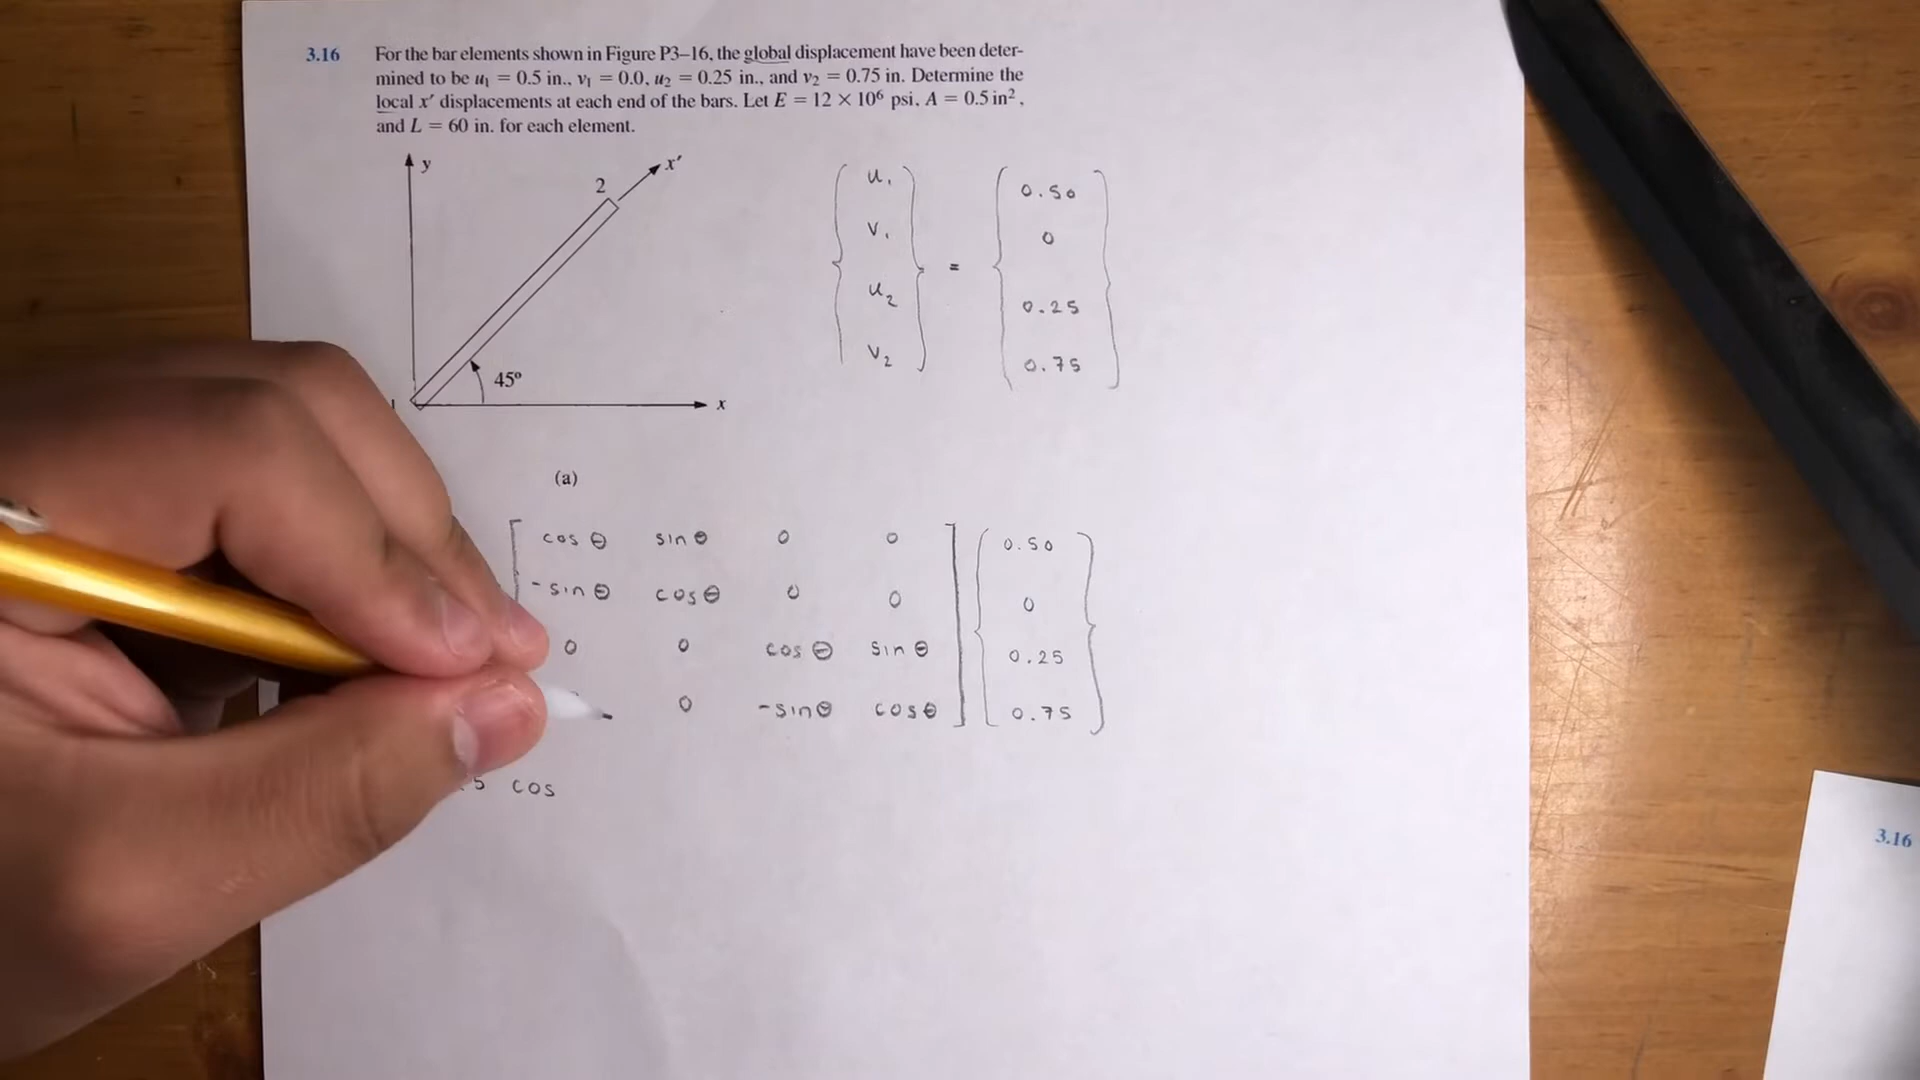 3.16 For the bar elements shown in Figure P3–16, the global displacement have been deter-
mined to be u₁ = 0.5 in., v₁ = 0.0, u₂ = 0.25 in., and v₂ = 0.75 in. Determine the
local x′ displacements at each end of the bars. Let E = 12 × 10⁶ psi, A = 0.5 in²,
and L = 60 in. for each element.
y
2
x′
u₁
0.50
v₁
0
=
u₂
0.25
v₂
0.75
45°
1
x
(a)
cos θ sin θ 0 0 0.50
-sin θ cos θ 0 0 0
0 0 cos θ sin θ 0.25
0 -sin θ cos θ 0.75
5 cos
3.16